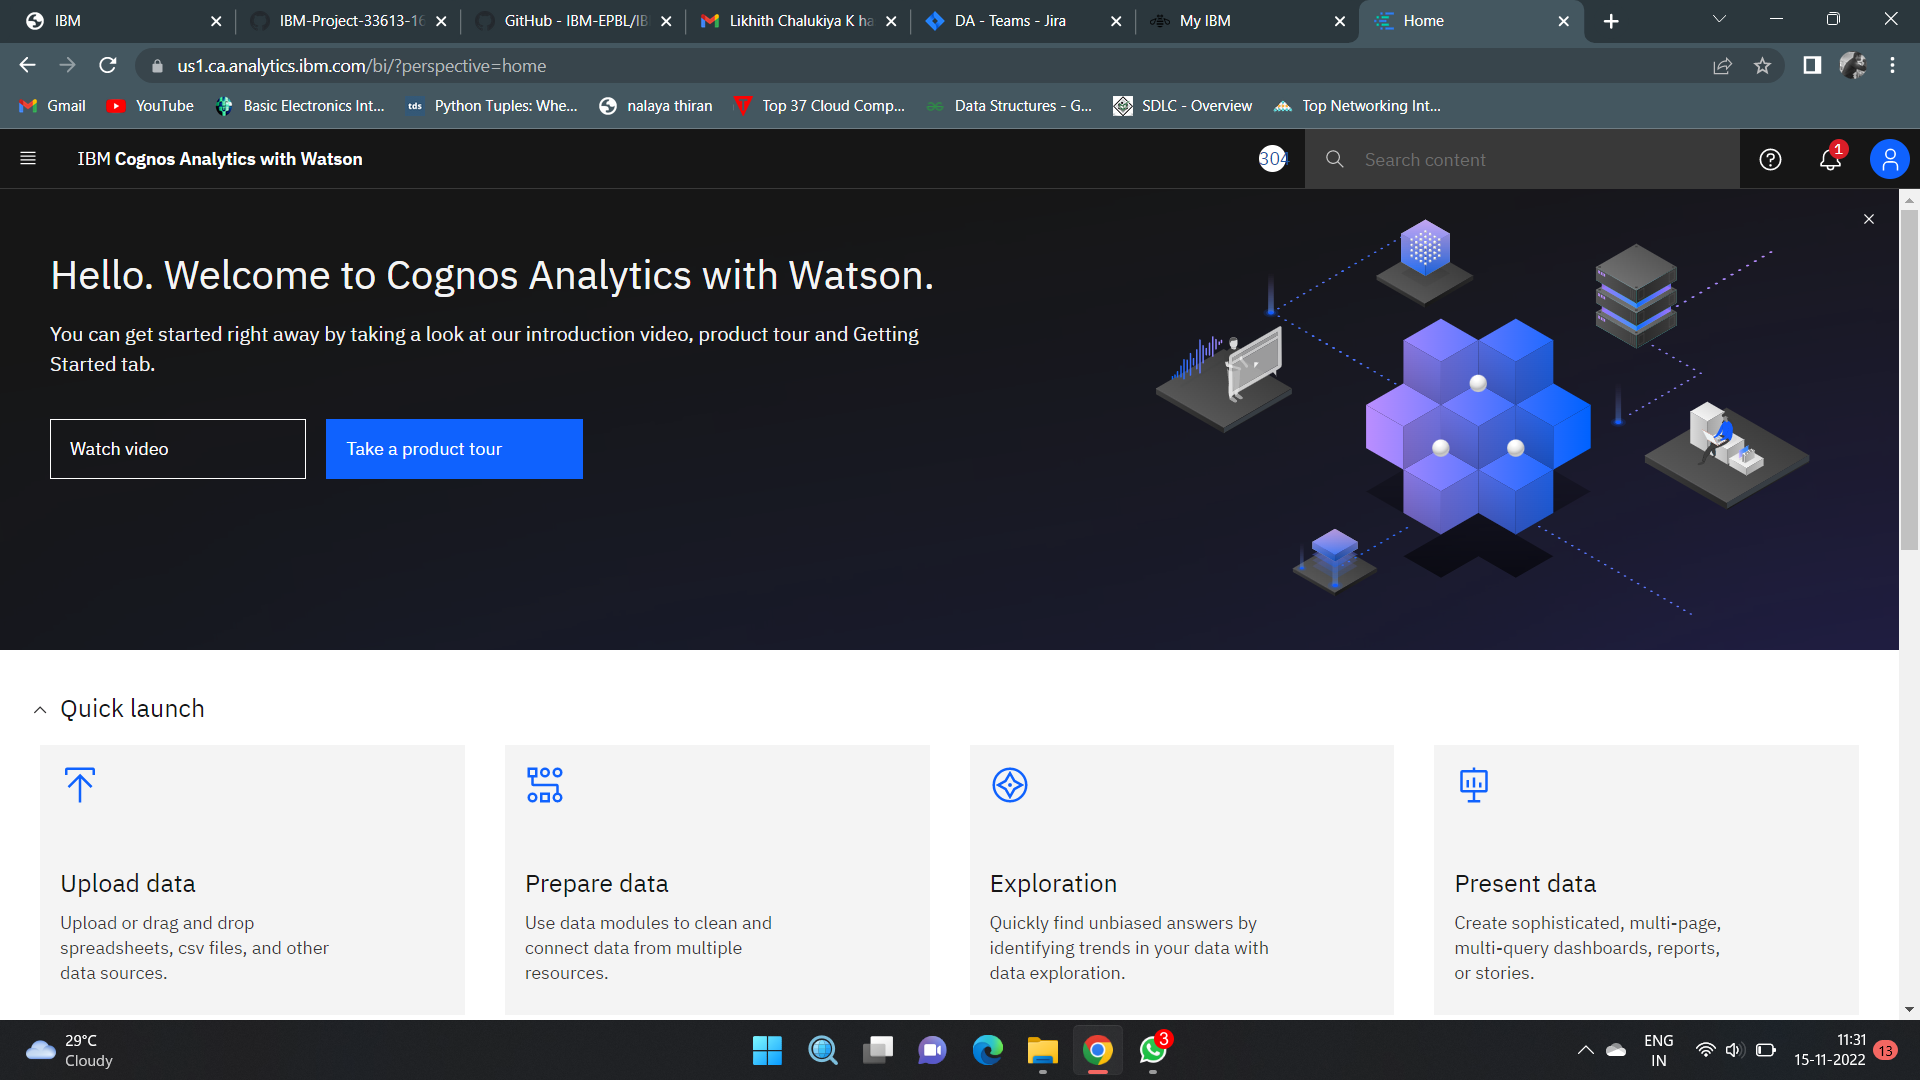 IBM
IBM-Project-33613-16
GitHub - IBM-EPBL/IB
Likhith Chalukiya K ha
DA - Teams - Jira
My IBM
Home
us1.ca.analytics.ibm.com/bi/?perspective=home
Gmail
YouTube
Basic Electronics Int...
tds
Python Tuples: Whe...
nalaya thiran
Top 37 Cloud Comp...
Data Structures - G...
SDLC - Overview
Top Networking Int...
IBM Cognos Analytics with Watson
304
Search content
1
Hello. Welcome to Cognos Analytics with Watson.
You can get started right away by taking a look at our introduction video, product tour and Getting
Started tab.
Watch video
Take a product tour
Quick launch
Upload data
Upload or drag and drop
spreadsheets, csv files, and other
data sources.
Prepare data
Use data modules to clean and
connect data from multiple
resources.
Exploration
Quickly find unbiased answers by
identifying trends in your data with
data exploration.
Present data
Create sophisticated, multi-page,
multi-query dashboards, reports,
or stories.
29°C
Cloudy
3
ENG
IN
11:31
15-11-2022
13